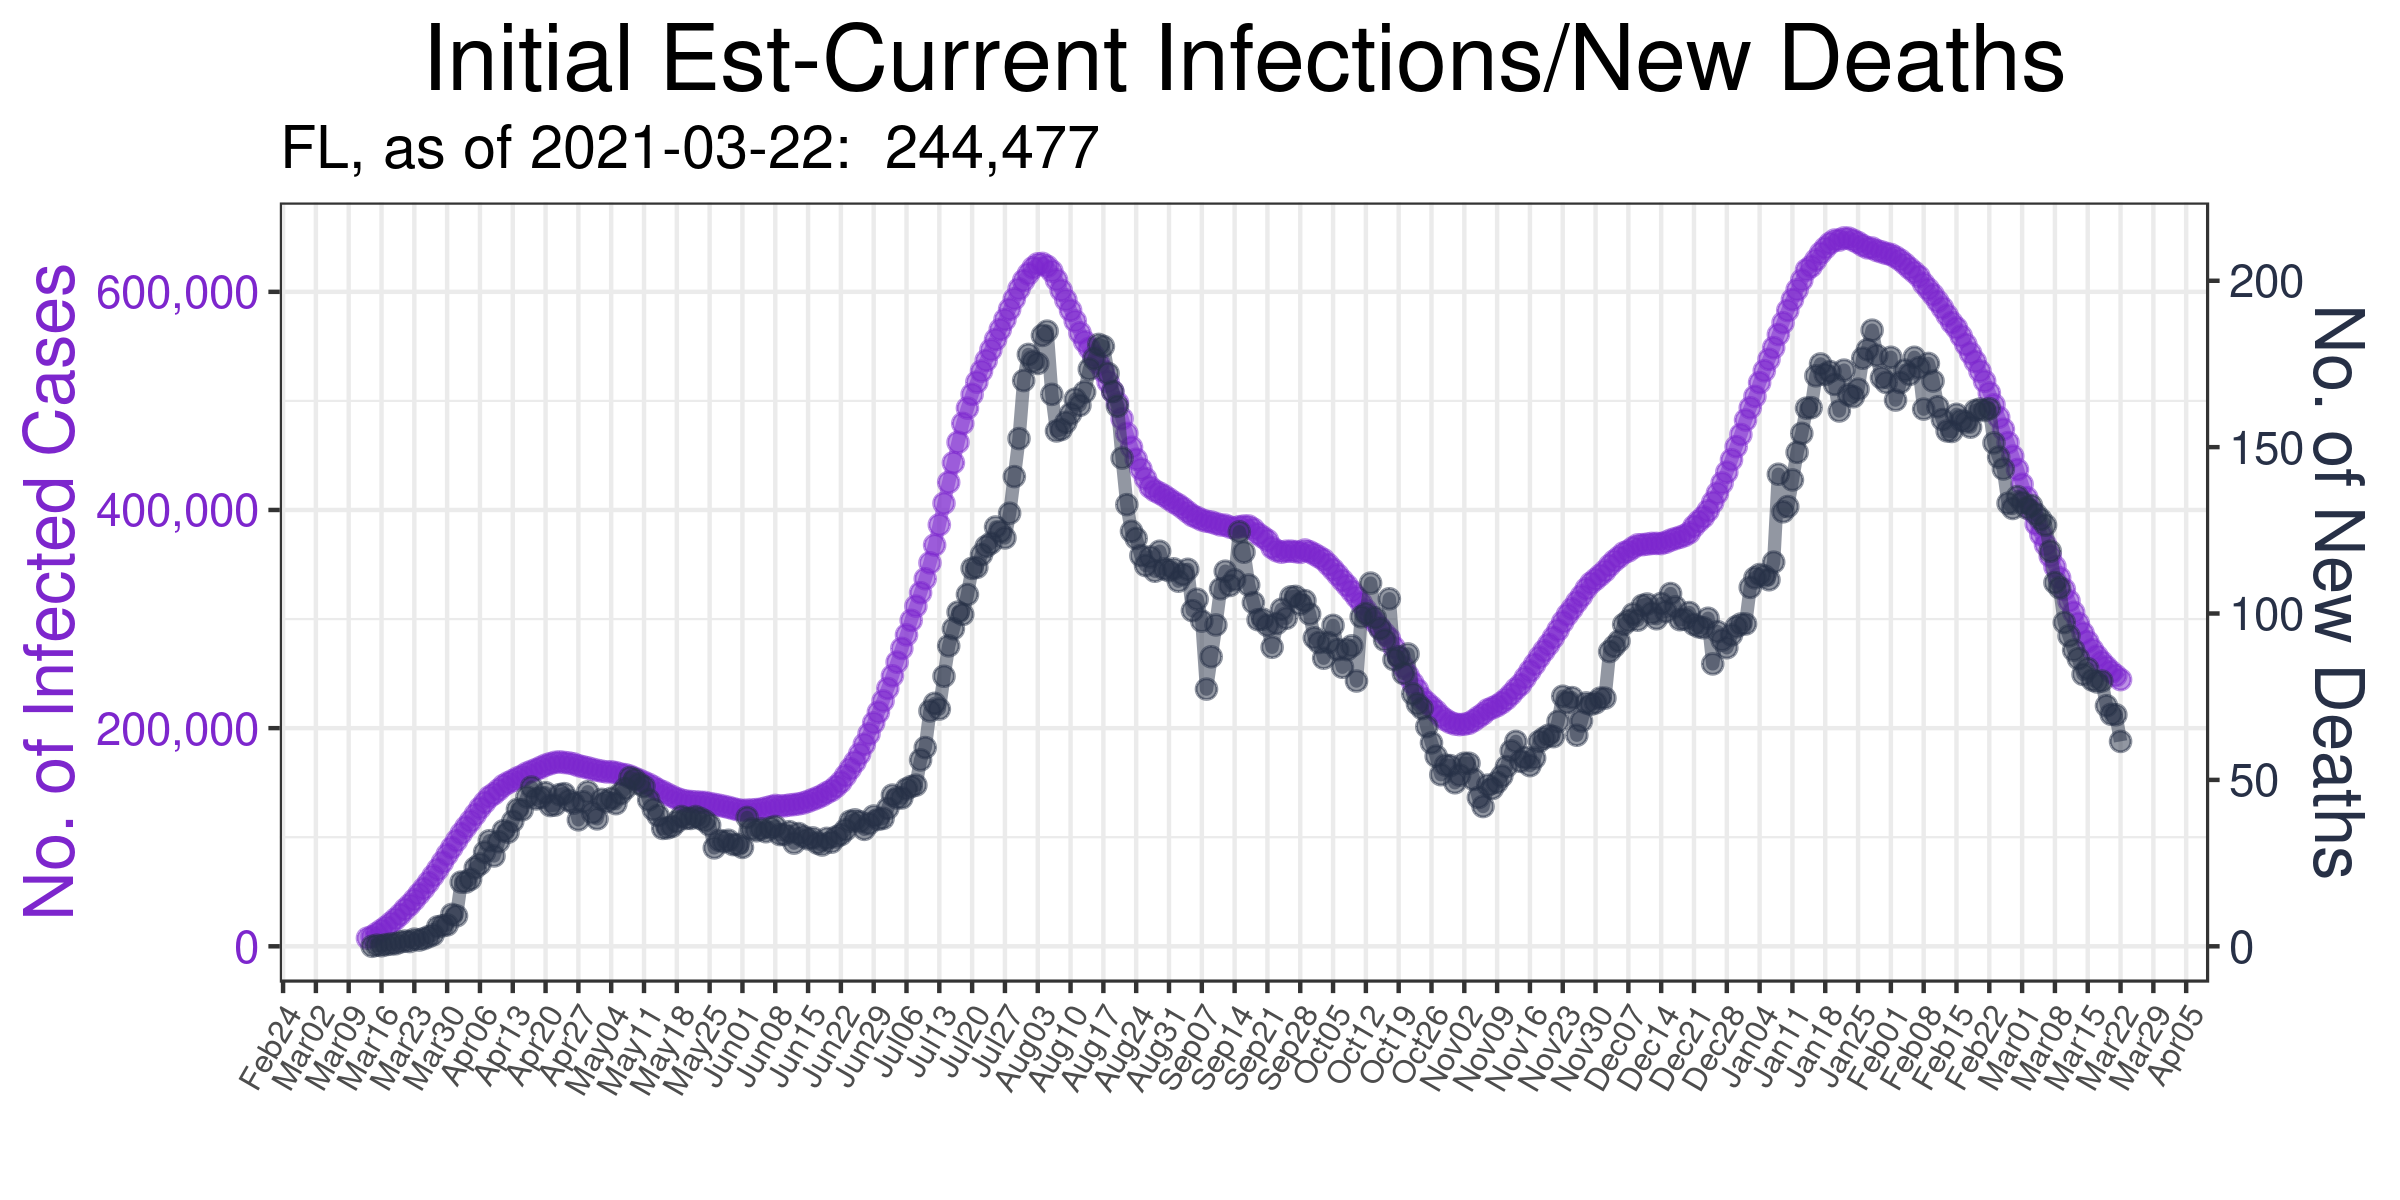 Initial Est-Current Infections/New Deaths
FL, as of 2021-03-22:  244,477
No. of Infected Cases
600,000
400,000
200,000
0
200
150
100
50
0
No. of New Deaths
Feb24
Mar02
Mar09
Mar16
Mar23
Mar30
Apr06
Apr13
Apr20
Apr27
May04
May11
May18
May25
Jun01
Jun08
Jun15
Jun22
Jun29
Jul06
Jul13
Jul20
Jul27
Aug03
Aug10
Aug17
Aug24
Aug31
Sep07
Sep14
Sep21
Sep28
Oct05
Oct12
Oct19
Oct26
Nov02
Nov09
Nov16
Nov23
Nov30
Dec07
Dec14
Dec21
Dec28
Jan04
Jan11
Jan18
Jan25
Feb01
Feb08
Feb15
Feb22
Mar01
Mar08
Mar15
Mar22
Mar29
Apr05